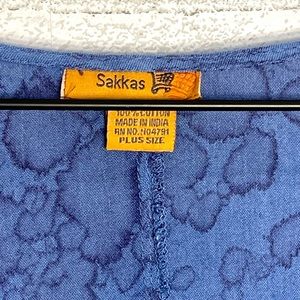 Sakkas
100% COTTON
MADE IN INDIA
RN NO. 104791
PLUS SIZE